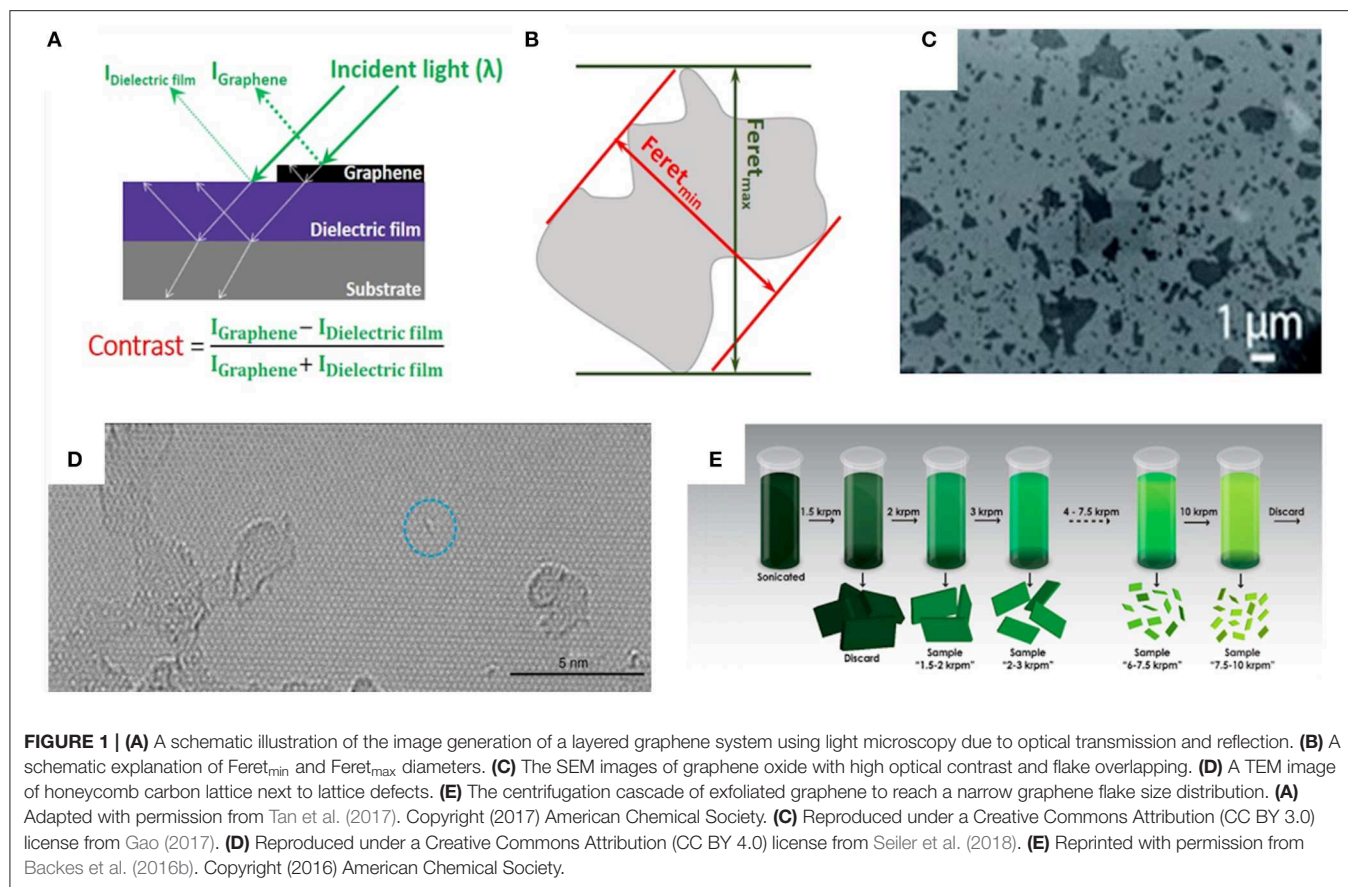 A
I_Dielectric film
I_Graphene
Incident light (λ)
Graphene
Dielectric film
Substrate
Contrast = (I_Graphene − I_Dielectric film) / (I_Graphene + I_Dielectric film)
B
Feret_min
Feret_max
C
1 μm
D
5 nm
E
1.5 krpm
2 krpm
3 krpm
4 - 7.5 krpm
10 krpm
Discard
Sonicated
Discard
Sample
"1.5-2 krpm"
Sample
"2-3 krpm"
Sample
"6-7.5 krpm"
Sample
"7.5-10 krpm"
FIGURE 1 | (A) A schematic illustration of the image generation of a layered graphene system using light microscopy due to optical transmission and reflection. (B) A
schematic explanation of Feret_min and Feret_max diameters. (C) The SEM images of graphene oxide with high optical contrast and flake overlapping. (D) A TEM image
of honeycomb carbon lattice next to lattice defects. (E) The centrifugation cascade of exfoliated graphene to reach a narrow graphene flake size distribution. (A)
Adapted with permission from Tan et al. (2017). Copyright (2017) American Chemical Society. (C) Reproduced under a Creative Commons Attribution (CC BY 3.0)
license from Gao (2017). (D) Reproduced under a Creative Commons Attribution (CC BY 4.0) license from Seiler et al. (2018). (E) Reprinted with permission from
Backes et al. (2016b). Copyright (2016) American Chemical Society.